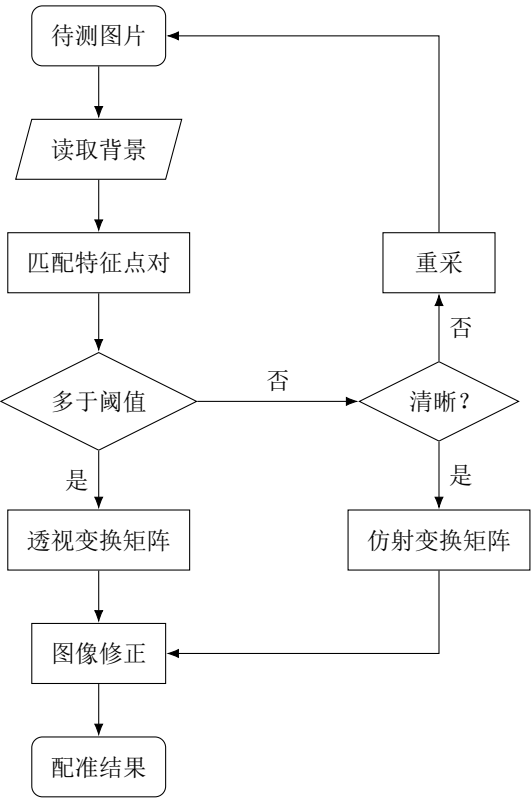 待测图片
读取背景
匹配特征点对
重采
否
多于阈值
否
清晰？
是
是
透视变换矩阵
仿射变换矩阵
图像修正
配准结果